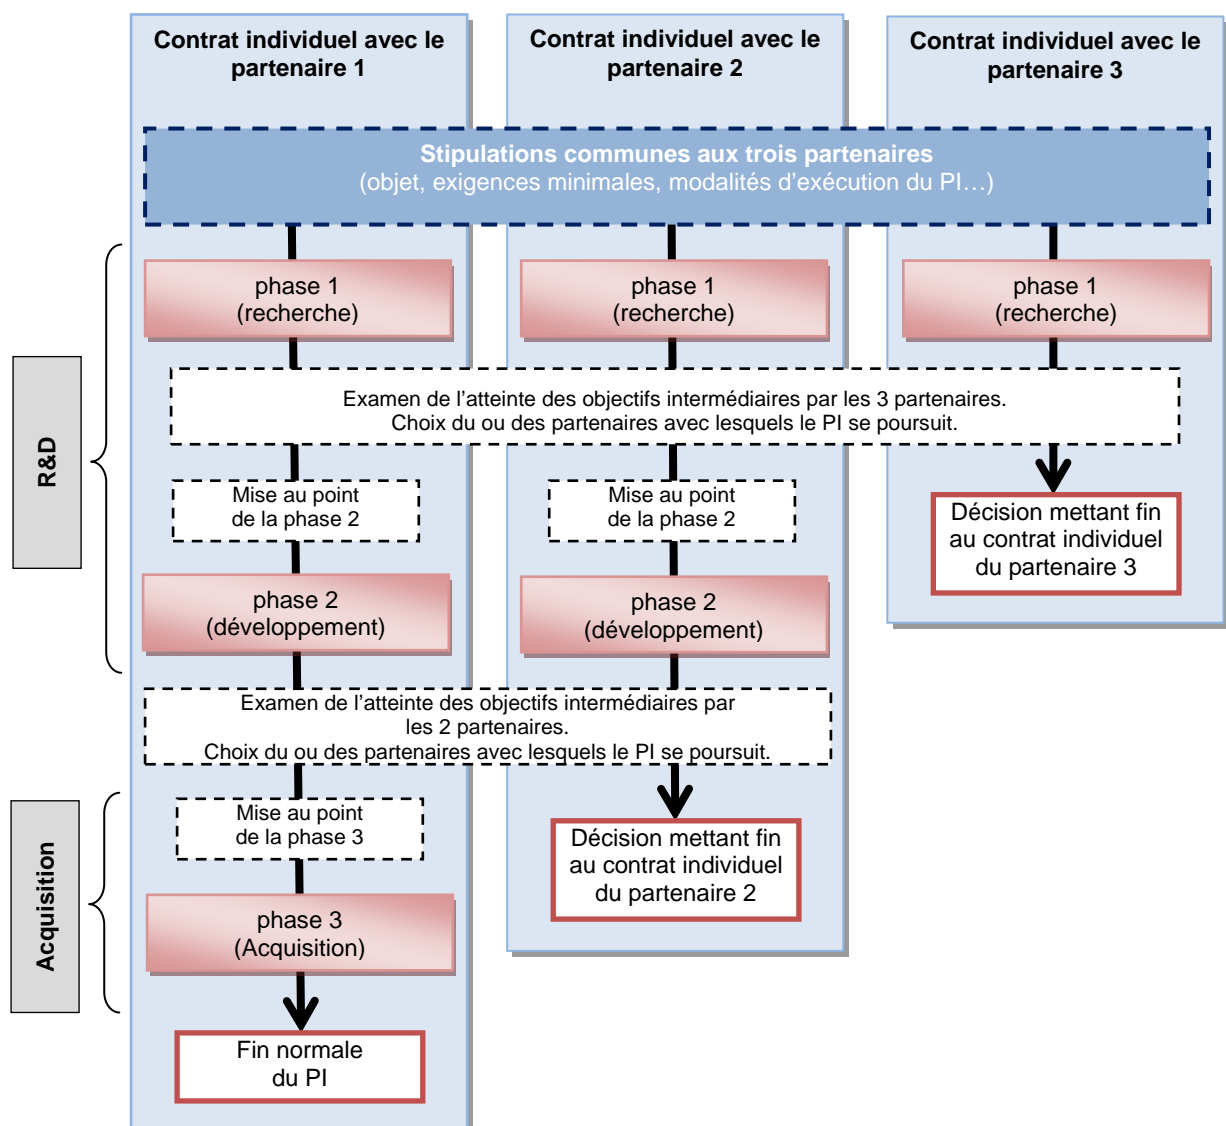 Contrat individuel avec le
partenaire 1
Contrat individuel avec le
partenaire 2
Contrat individuel avec le
partenaire 3
Stipulations communes aux trois partenaires
(objet, exigences minimales, modalités d’exécution du PI…)
R&D
phase 1
(recherche)
phase 1
(recherche)
phase 1
(recherche)
Examen de l’atteinte des objectifs intermédiaires par les 3 partenaires.
Choix du ou des partenaires avec lesquels le PI se poursuit.
Mise au point
de la phase 2
Mise au point
de la phase 2
Décision mettant fin
au contrat individuel
du partenaire 3
phase 2
(développement)
phase 2
(développement)
Examen de l’atteinte des objectifs intermédiaires par
les 2 partenaires.
Choix du ou des partenaires avec lesquels le PI se poursuit.
Acquisition
Mise au point
de la phase 3
Décision mettant fin
au contrat individuel
du partenaire 2
phase 3
(Acquisition)
Fin normale
du PI